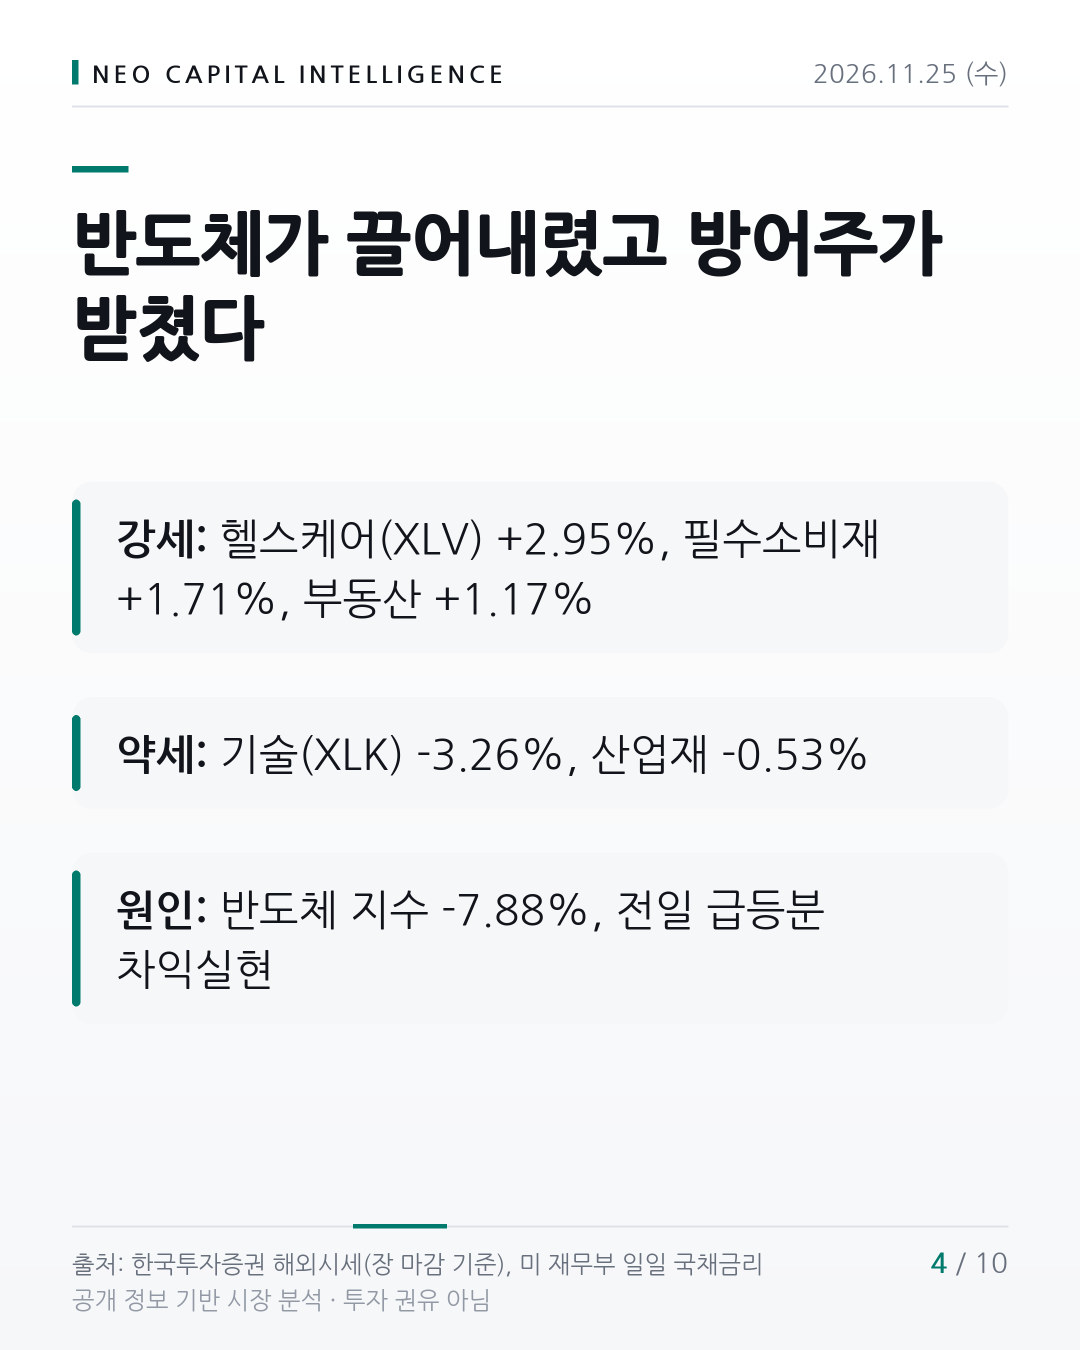 NEO CAPITAL INTELLIGENCE
2026.11.25 (수)
반도체가 끌어내렸고 방어주가
받쳤다
강세: 헬스케어(XLV) +2.95%, 필수소비재
+1.71%, 부동산 +1.17%
약세: 기술(XLK) -3.26%, 산업재 -0.53%
원인: 반도체 지수 -7.88%, 전일 급등분
차익실현
출처: 한국투자증권 해외시세(장 마감 기준), 미 재무부 일일 국채금리
4 / 10
공개 정보 기반 시장 분석 · 투자 권유 아님